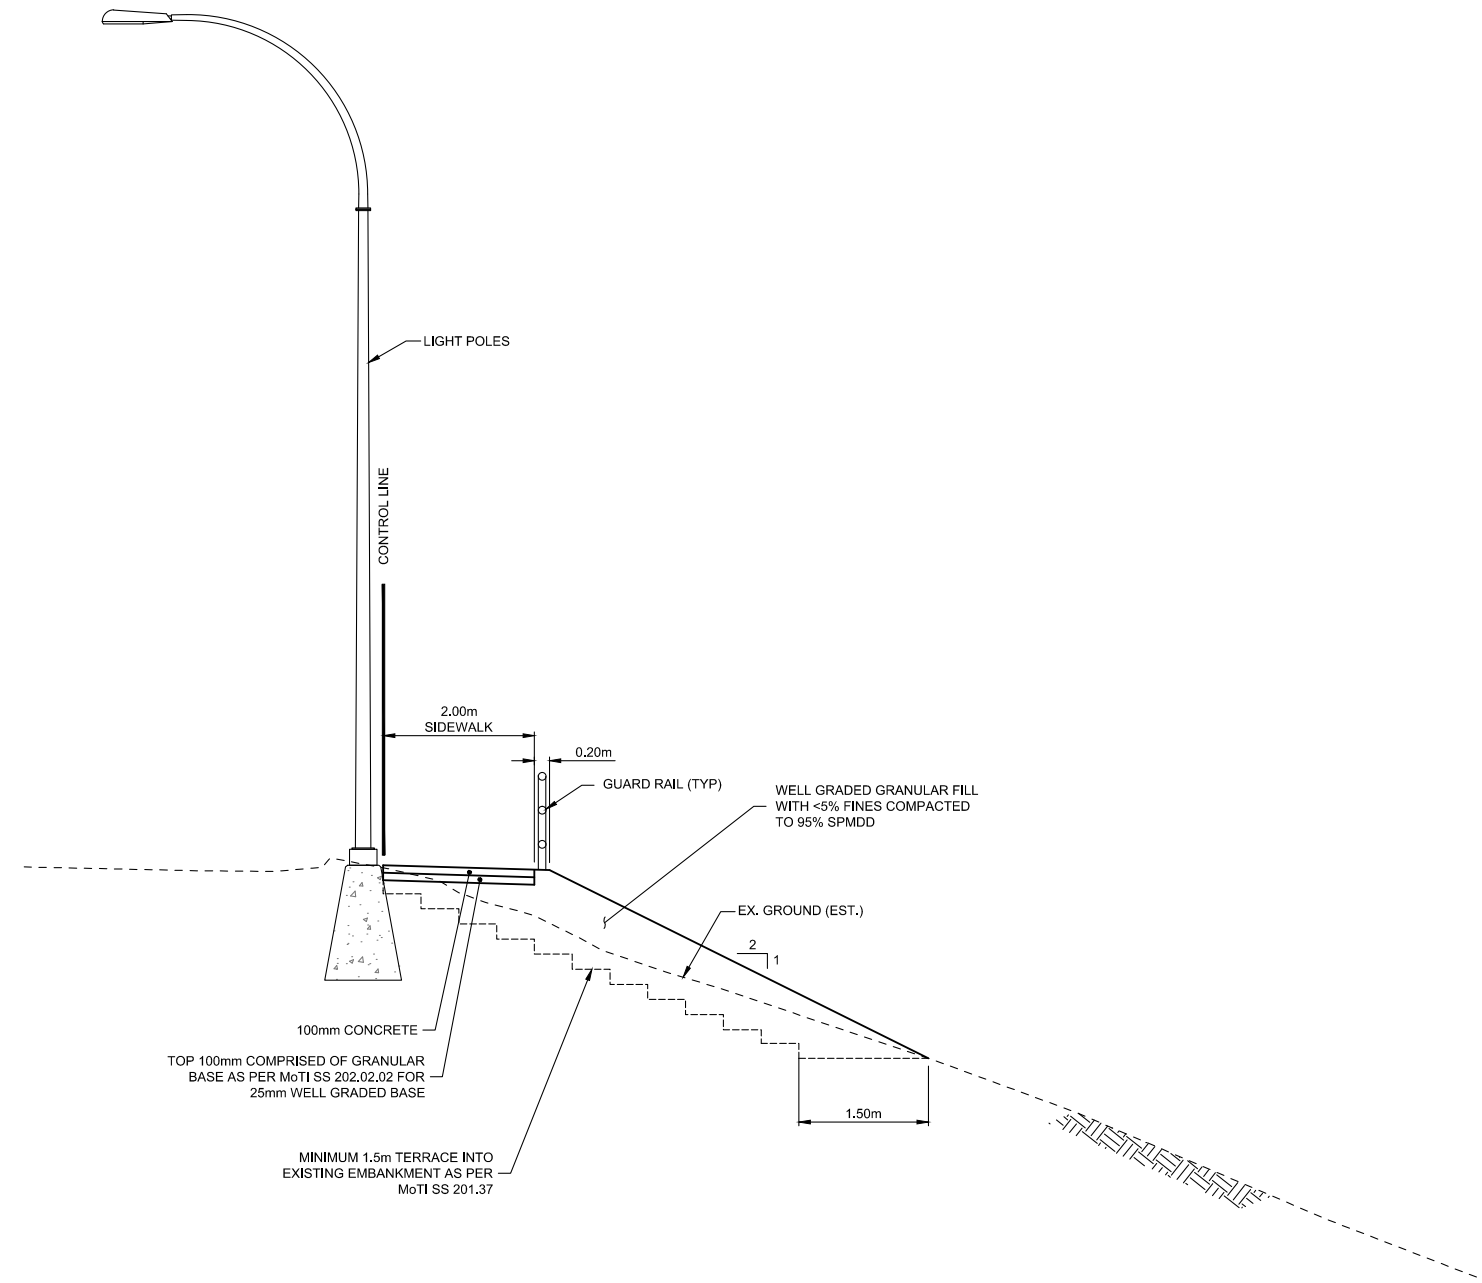 LIGHT POLES
CONTROL LINE
2.00m
SIDEWALK
0.20m
GUARD RAIL (TYP)
WELL GRADED GRANULAR FILL
WITH <5% FINES COMPACTED
TO 95% SPMDD
EX. GROUND (EST.)
2
1
100mm CONCRETE
TOP 100mm COMPRISED OF GRANULAR
BASE AS PER MoTI SS 202.02.02 FOR
25mm WELL GRADED BASE
1.50m
MINIMUM 1.5m TERRACE INTO
EXISTING EMBANKMENT AS PER
MoTI SS 201.37